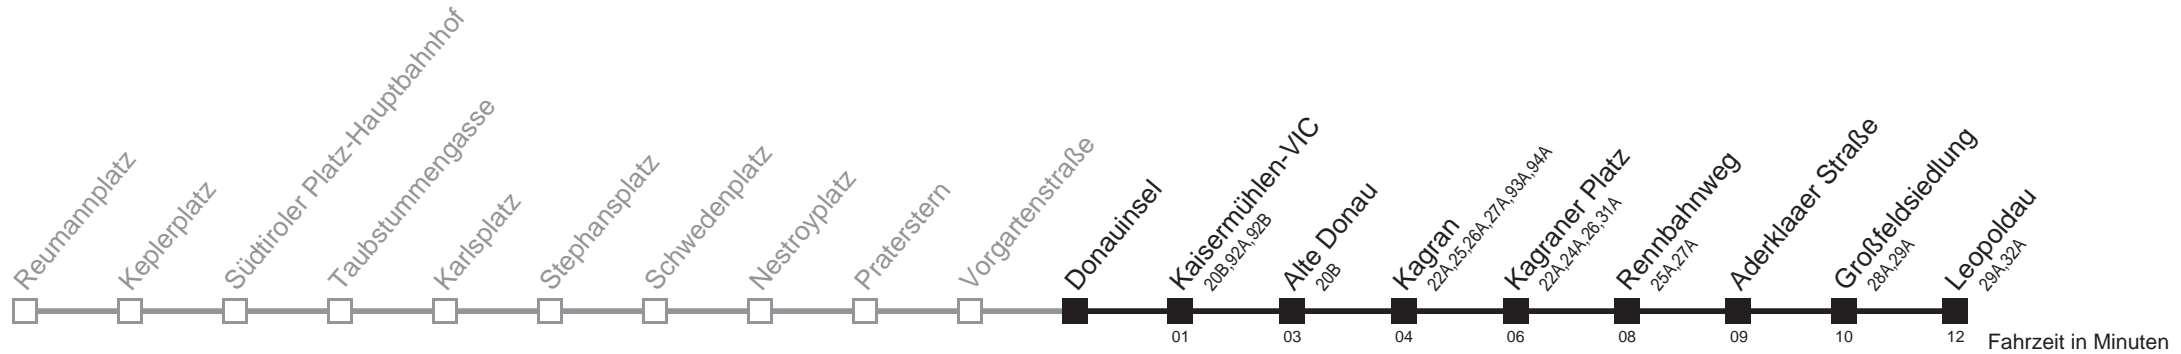 Reumannplatz
Keplerplatz
Südtiroler Platz-Hauptbahnhof
Taubstummengasse
Karlsplatz
Stephansplatz
Schwedenplatz
Nestroyplatz
Praterstern
Vorgartenstraße
Donauinsel
Kaisermühlen-VIC
20B,92A,92B
Alte Donau
20B
Kagran
22A,25,26A,27A,93A,94A
Kagraner Platz
22A,24A,26,31A
Rennbahnweg
25A,27A
Aderklaaer Straße
Großfeldsiedlung
28A,29A
Leopoldau
29A,32A
01 03 04 06 08 09 10 12 Fahrzeit in Minuten